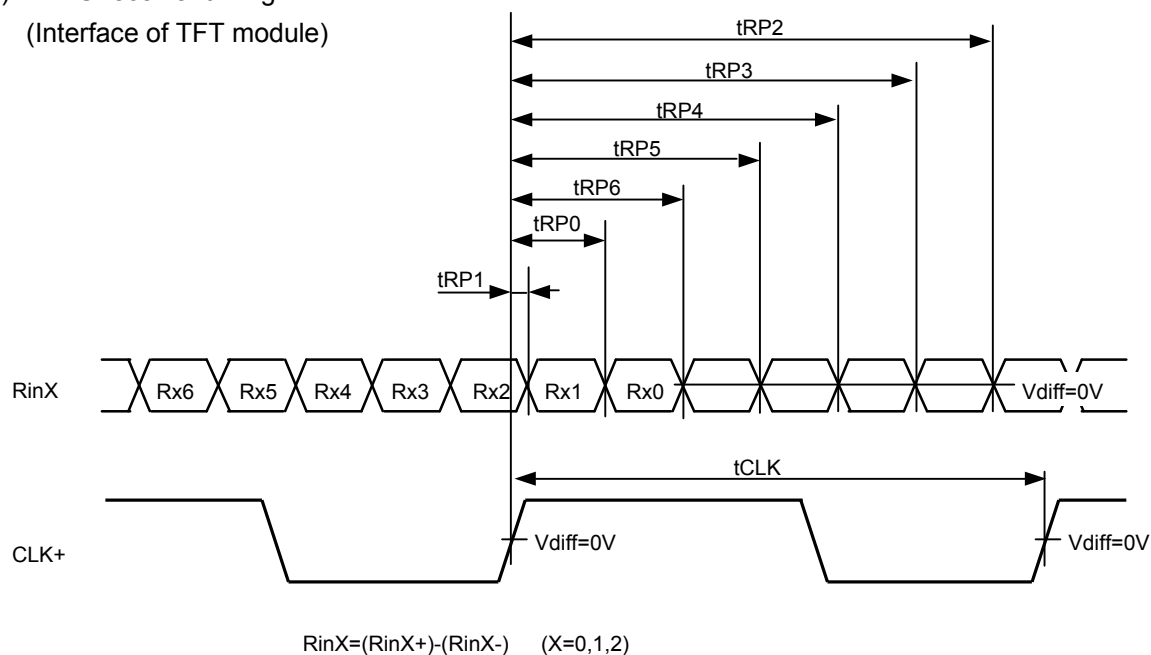 (Interface of TFT module)
tRP2
tRP3
tRP4
tRP5
tRP6
tRP0
tRP1
RinX Rx6 Rx5 Rx4 Rx3 Rx2 Rx1 Rx0 Vdiff=0V
tCLK
CLK+ Vdiff=0V Vdiff=0V
RinX=(RinX+)-(RinX-) (X=0,1,2)